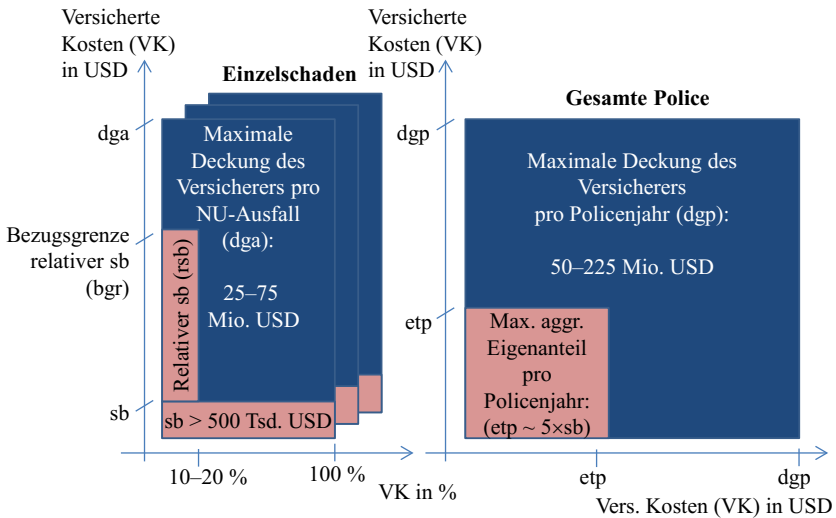 Versicherte
Kosten (VK)
in USD
Einzelschaden
dga
Maximale
Deckung des
Versicherers pro
NU-Ausfall
(dga):
25–75
Mio. USD
Bezugsgrenze
relativer sb
(bgr)
Relativer sb (rsb)
sb
sb > 500 Tsd. USD
10–20 %
100 %
VK in %
Versicherte
Kosten (VK)
in USD
Gesamte Police
dgp
Maximale Deckung des
Versicherers
pro Policenjahr (dgp):
50–225 Mio. USD
etp
Max. aggr.
Eigenanteil
pro
Policenjahr:
(etp ~ 5×sb)
etp
dgp
Vers. Kosten (VK) in USD